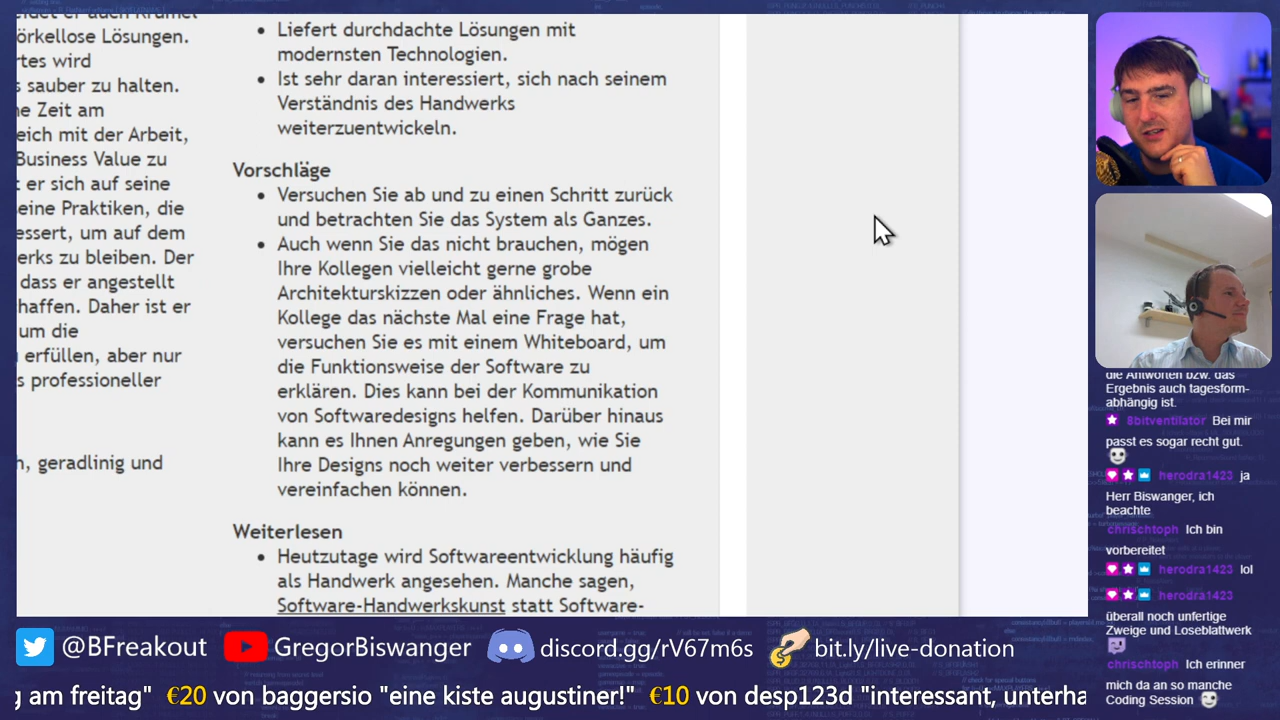 örkellose Lösungen.
rtes wird
s sauber zu halten.
ne Zeit am
eich mit der Arbeit,
Business Value zu
t er sich auf seine
eine Praktiken, die
essert, um auf dem
erks zu bleiben. Der
dass er angestellt
haffen. Daher ist er
um die
erfüllen, aber nur
s professioneller
h, geradlinig und
Liefert durchdachte Lösungen mit
modernsten Technologien.
Ist sehr daran interessiert, sich nach seinem
Verständnis des Handwerks
weiterzuentwickeln.
Vorschläge
Versuchen Sie ab und zu einen Schritt zurück
und betrachten Sie das System als Ganzes.
Auch wenn Sie das nicht brauchen, mögen
Ihre Kollegen vielleicht gerne grobe
Architekturskizzen oder ähnliches. Wenn ein
Kollege das nächste Mal eine Frage hat,
versuchen Sie es mit einem Whiteboard, um
die Funktionsweise der Software zu
erklären. Dies kann bei der Kommunikation
von Softwaredesigns helfen. Darüber hinaus
kann es Ihnen Anregungen geben, wie Sie
Ihre Designs noch weiter verbessern und
vereinfachen können.
Weiterlesen
Heutzutage wird Softwareentwicklung häufig
als Handwerk angesehen. Manche sagen,
Software-Handwerkskunst statt Software-
die Antworten bzw. das
Ergebnis auch tagesform-
abhängig ist.
8bitventilator Bei mir
passt es sogar recht gut.
herodra1423 ja
Herr Biswanger, ich
beachte
chrischtoph Ich bin
vorbereitet
herodra1423 lol
herodra1423
überall noch unfertige
Zweige und Loseblattwerk
chrischtoph Ich erinner
mich da an so manche
Coding Session
@BFreakout GregorBiswanger discord.gg/rV67m6s bit.ly/live-donation
g am freitag" €20 von baggersio "eine kiste augustiner!" €10 von desp123d "interessant, unterha